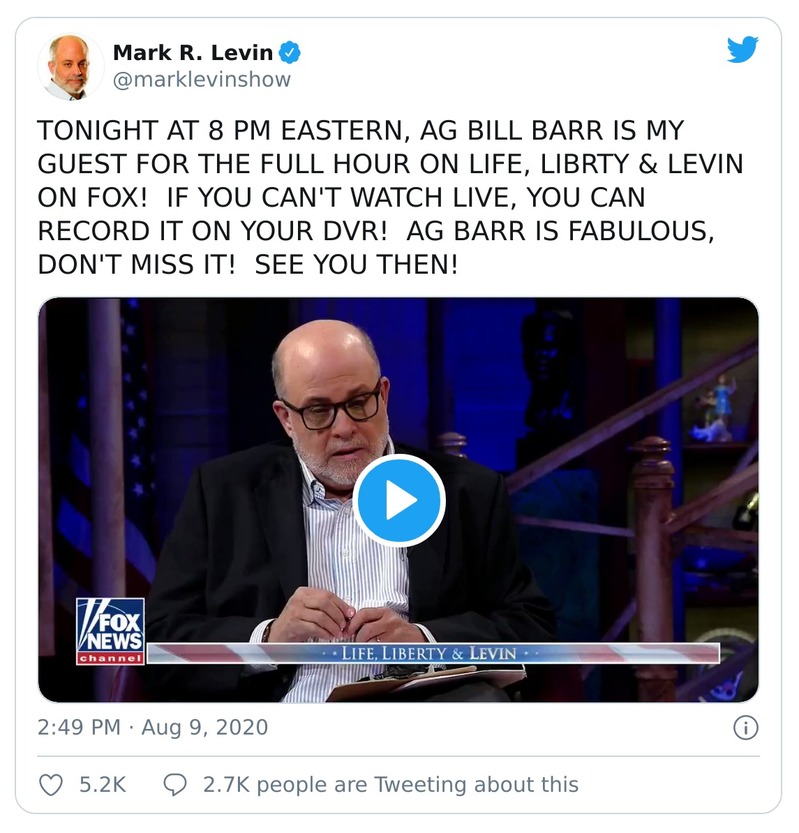 Mark R. Levin
@marklevinshow
TONIGHT AT 8 PM EASTERN, AG BILL BARR IS MY
GUEST FOR THE FULL HOUR ON LIFE, LIBRTY & LEVIN
ON FOX!  IF YOU CAN'T WATCH LIVE, YOU CAN
RECORD IT ON YOUR DVR!  AG BARR IS FABULOUS,
DON'T MISS IT!  SEE YOU THEN!
FOX
NEWS
channel
LIFE, LIBERTY & LEVIN
2:49 PM · Aug 9, 2020
5.2K
2.7K people are Tweeting about this